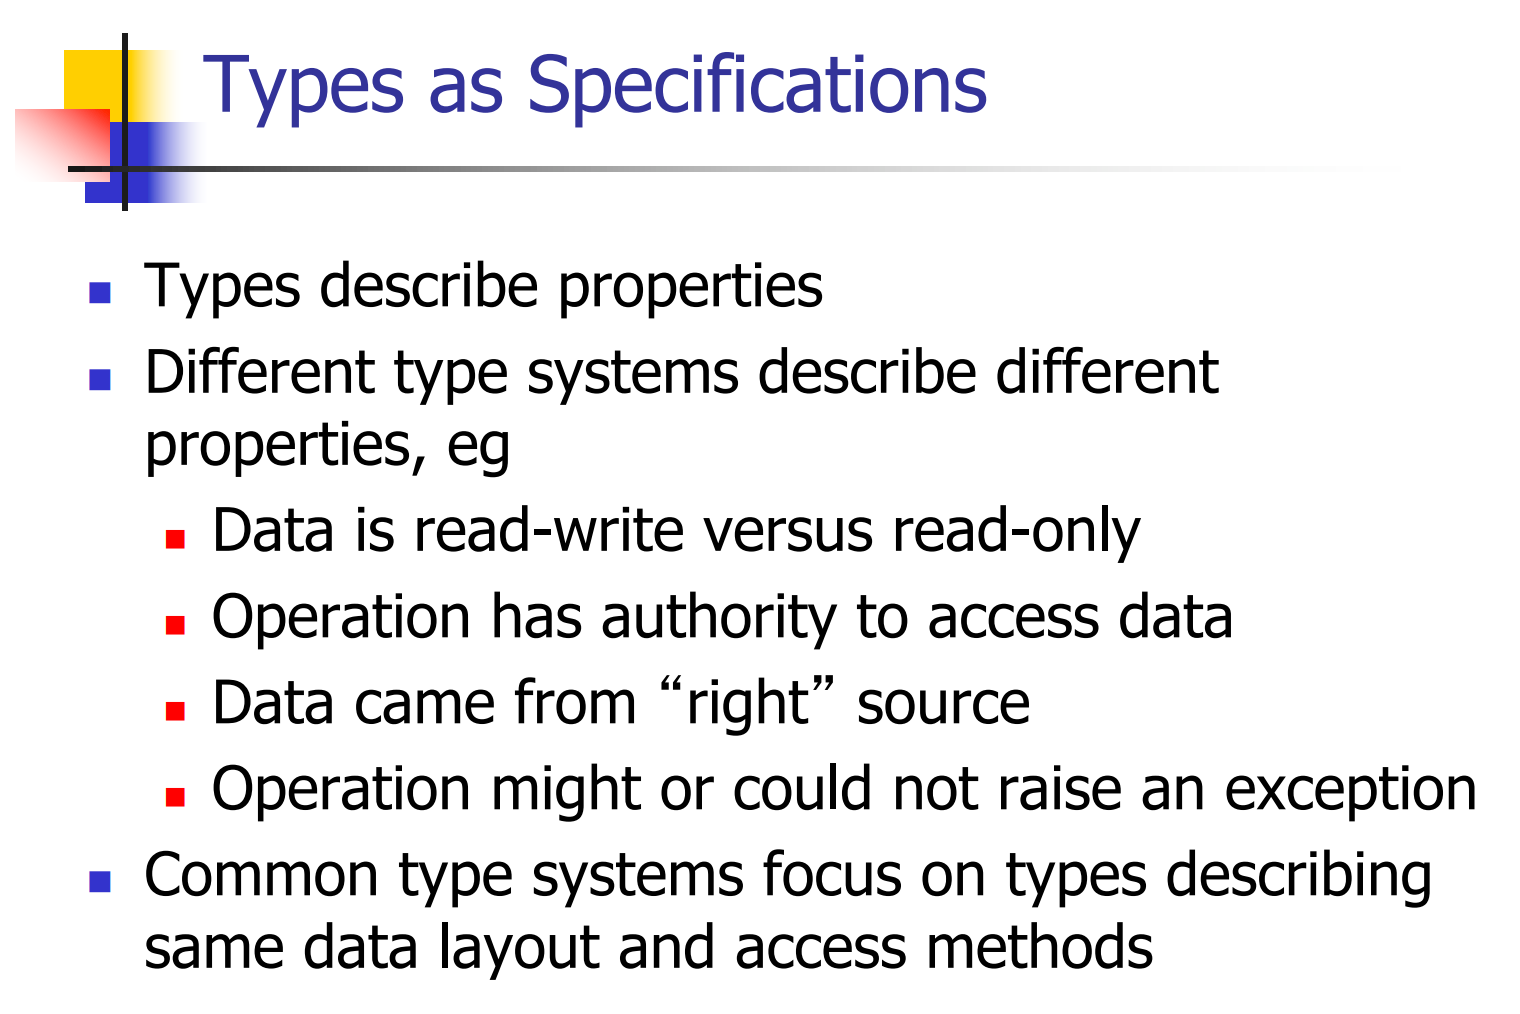 Types as Specifications
Types describe properties
Different type systems describe different
properties, eg
Data is read-write versus read-only
Operation has authority to access data
Data came from “right” source
Operation might or could not raise an exception
Common type systems focus on types describing
same data layout and access methods